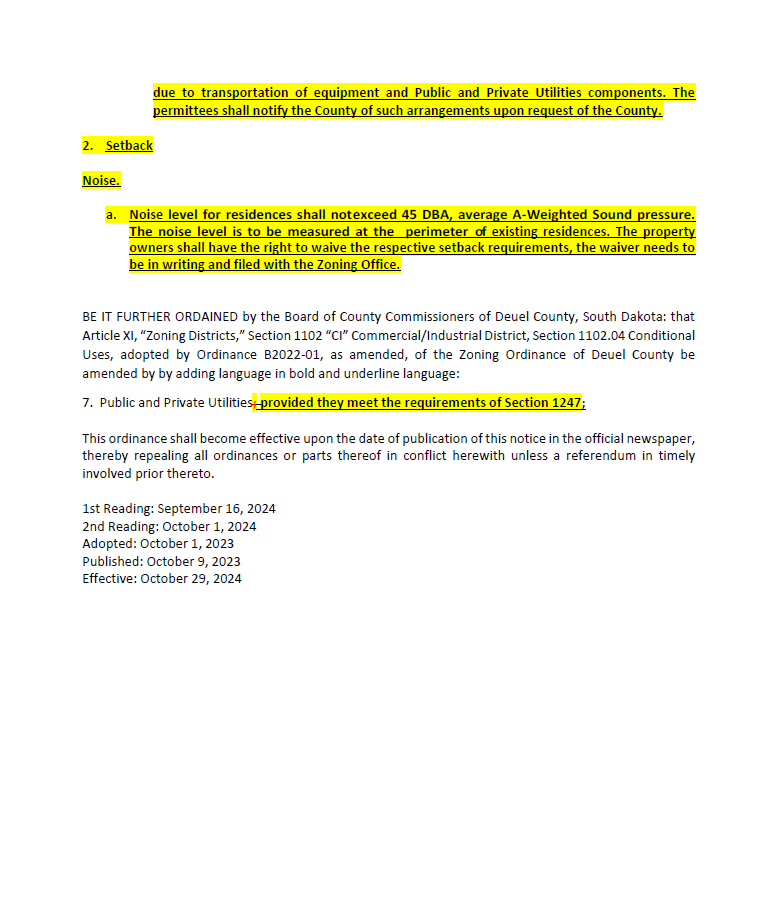 due to transportation of equipment and Public and Private Utilities components. The
permittees shall notify the County of such arrangements upon request of the County.
2. Setback
Noise.
a. Noise level for residences shall notexceed 45 DBA, average A-Weighted Sound pressure.
The noise level is to be measured at the perimeter of existing residences. The property
owners shall have the right to waive the respective setback requirements, the waiver needs to
be in writing and filed with the Zoning Office.
BE IT FURTHER ORDAINED by the Board of County Commissioners of Deuel County, South Dakota: that
Article XI, “Zoning Districts,” Section 1102 “CI” Commercial/Industrial District, Section 1102.04 Conditional
Uses, adopted by Ordinance B2022-01, as amended, of the Zoning Ordinance of Deuel County be
amended by by adding language in bold and underline language:
7. Public and Private Utilities; provided they meet the requirements of Section 1247;
This ordinance shall become effective upon the date of publication of this notice in the official newspaper,
thereby repealing all ordinances or parts thereof in conflict herewith unless a referendum in timely
involved prior thereto.
1st Reading: September 16, 2024
2nd Reading: October 1, 2024
Adopted: October 1, 2023
Published: October 9, 2023
Effective: October 29, 2024